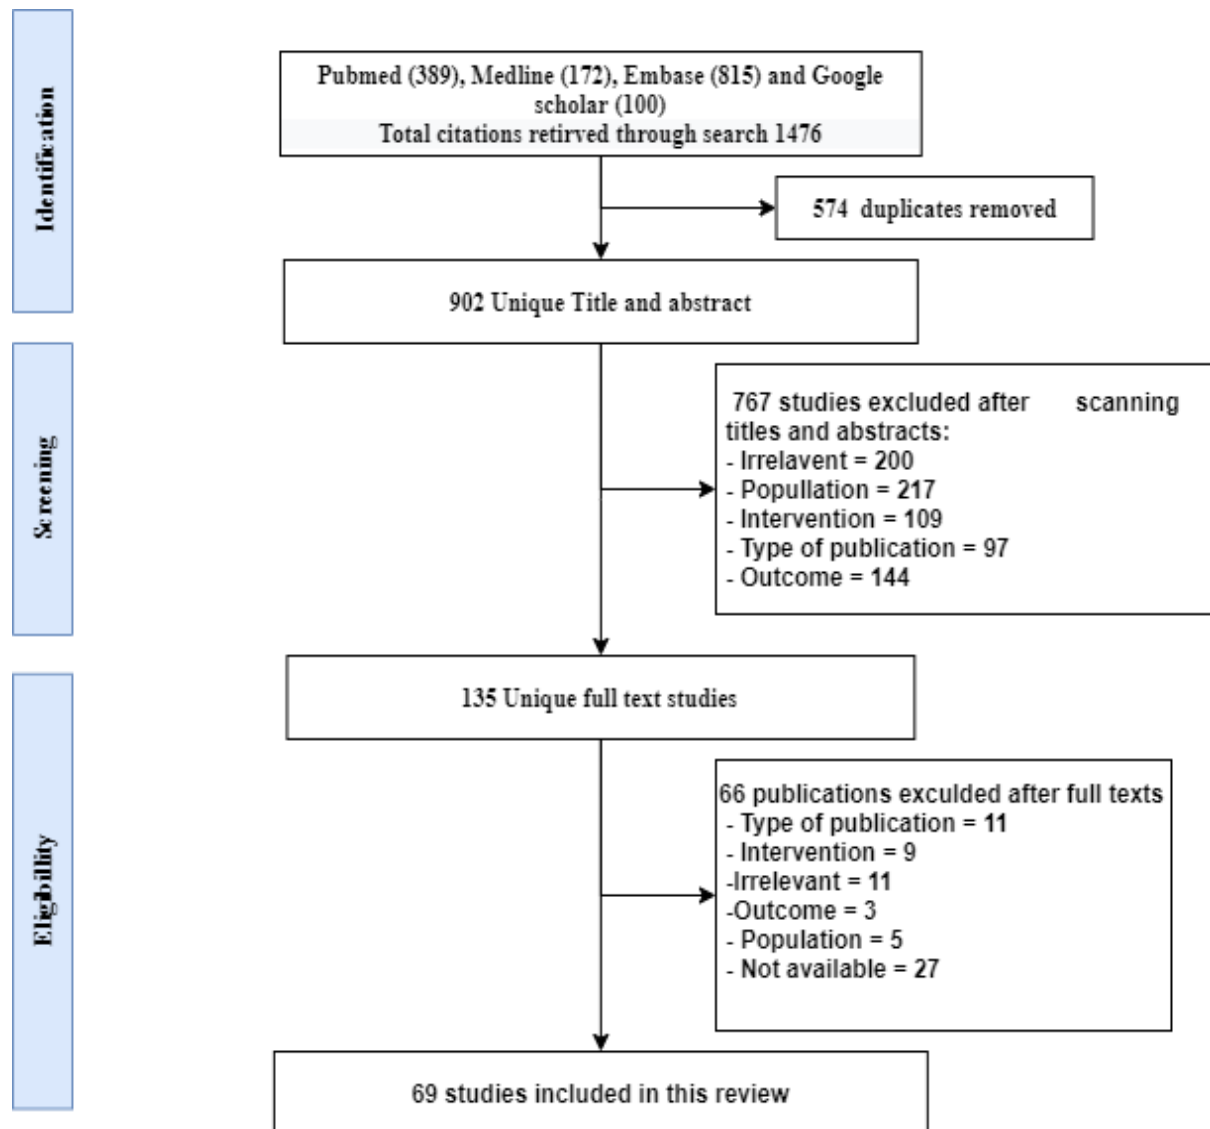 Identification
Pubmed (389), Medline (172), Embase (815) and Google
scholar (100)
Total citations retirved through search 1476
574 duplicates removed
902 Unique Title and abstract
Screening
767 studies excluded after scanning
titles and abstracts:
- Irrelavent = 200
- Popullation = 217
- Intervention = 109
- Type of publication = 97
- Outcome = 144
135 Unique full text studies
Eligibillity
66 publications exculded after full texts
- Type of publication = 11
- Intervention = 9
-Irrelevant = 11
-Outcome = 3
- Population = 5
- Not available = 27
69 studies included in this review